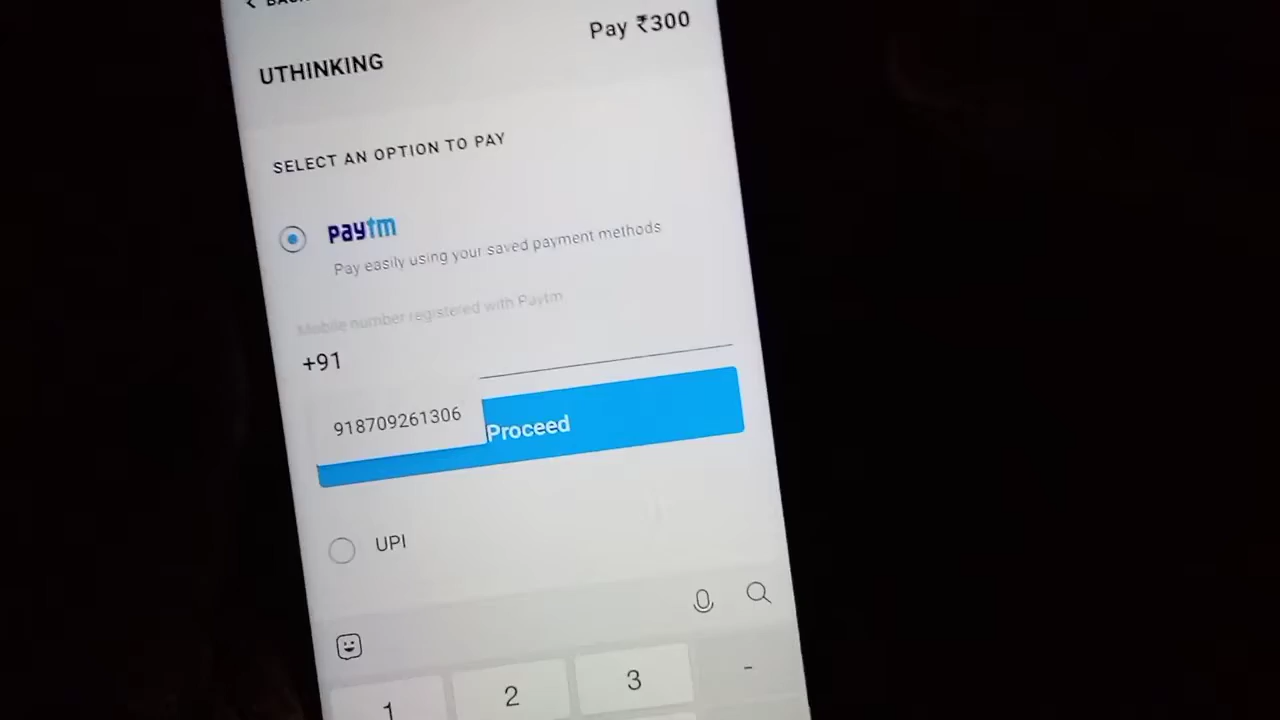 BACK
Pay ₹300
UTHINKING
SELECT AN OPTION TO PAY
paytm
Pay easily using your saved payment methods
Mobile number registered with Paytm
+91
918709261306
Proceed
UPI
1 2 3 -